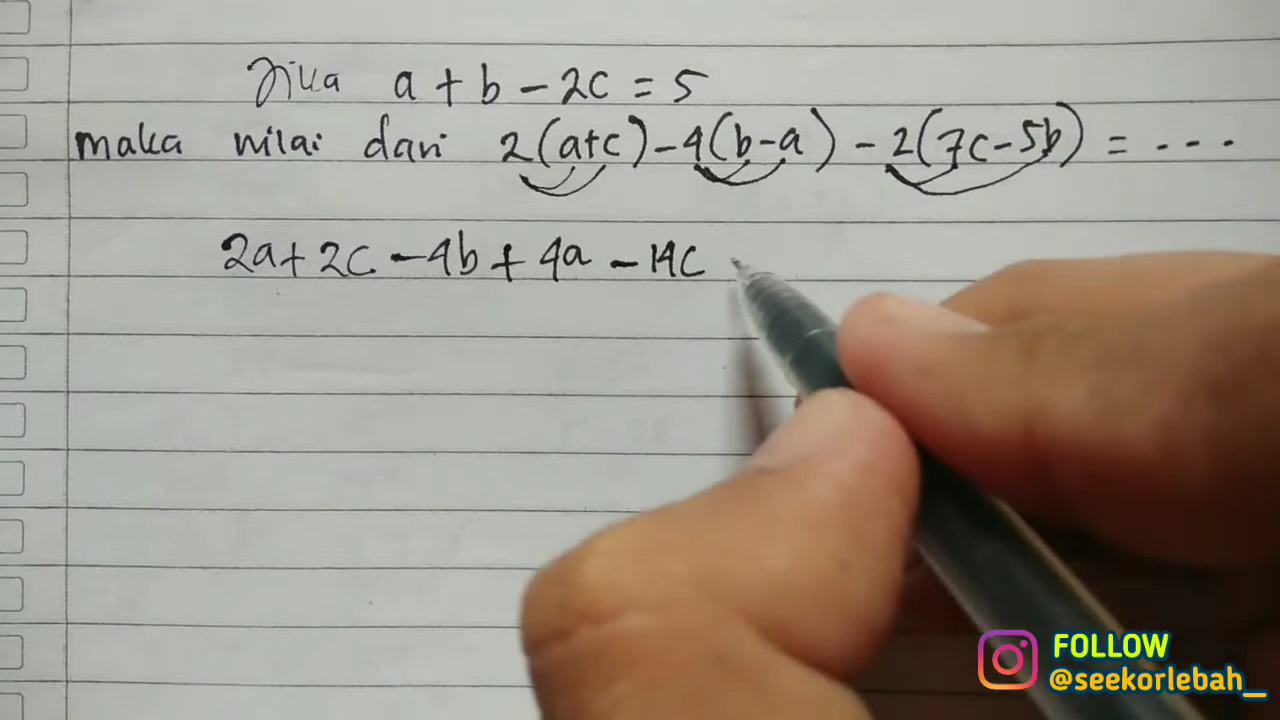 Jika a + b - 2c = 5
maka nilai dari 2(a+c) - 4(b-a) - 2(7c-5b) = ...
2a + 2c - 4b + 4a - 14c
FOLLOW
@seekorlebah_